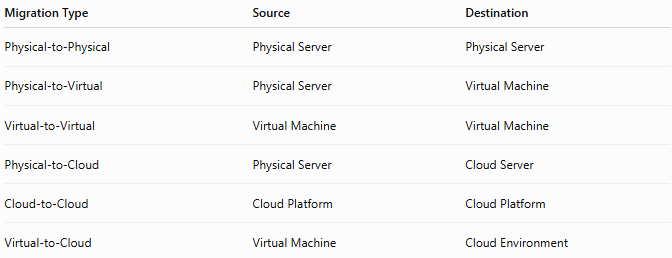 Migration Type Source Destination
Physical-to-Physical Physical Server Physical Server
Physical-to-Virtual Physical Server Virtual Machine
Virtual-to-Virtual Virtual Machine Virtual Machine
Physical-to-Cloud Physical Server Cloud Server
Cloud-to-Cloud Cloud Platform Cloud Platform
Virtual-to-Cloud Virtual Machine Cloud Environment